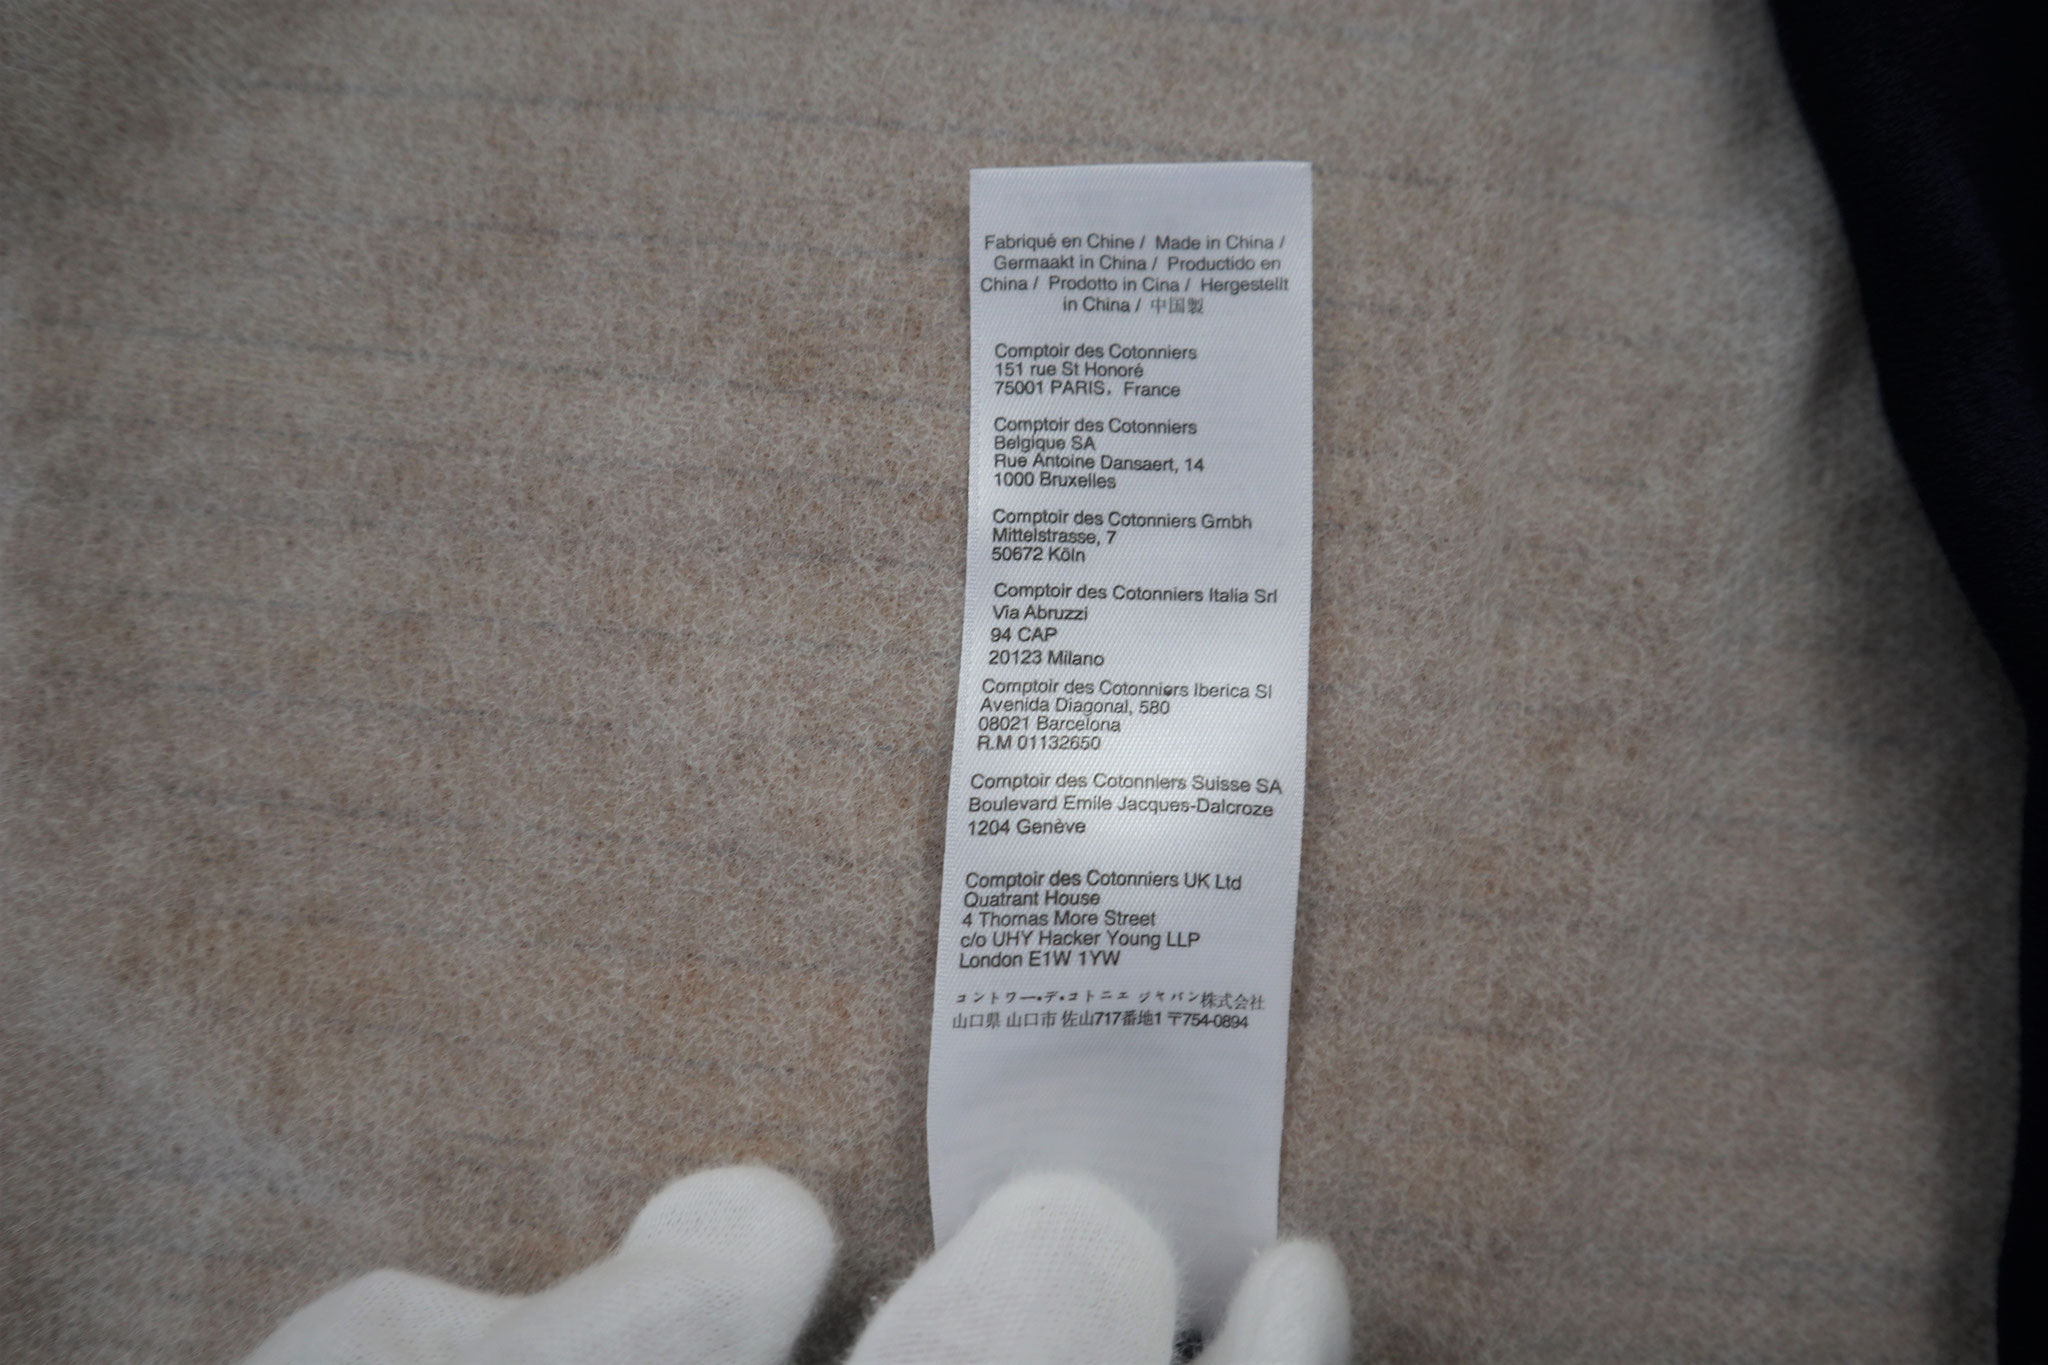 Fabriqué en Chine / Made in China /
Germaakt in China / Productido en
China / Prodotto in Cina / Hergestellt
in China / 中国製
Comptoir des Cotonniers
151 rue St Honoré
75001 PARIS, France
Comptoir des Cotonniers
Belgique SA
Rue Antoine Dansaert, 14
1000 Bruxelles
Comptoir des Cotonniers Gmbh
Mittelstrasse, 7
50672 Köln
Comptoir des Cotonniers Italia Srl
Via Abruzzi
94 CAP
20123 Milano
Comptoir des Cotonniers Iberica Sl
Avenida Diagonal, 580
08021 Barcelona
R.M 01132650
Comptoir des Cotonniers Suisse SA
Boulevard Emile Jacques-Dalcroze
1204 Genève
Comptoir des Cotonniers UK Ltd
Quatrant House
4 Thomas More Street
c/o UHY Hacker Young LLP
London E1W 1YW
コントワー・デ・コトニエ ジャパン株式会社
山口県 山口市 佐山717番地1 〒754-0894